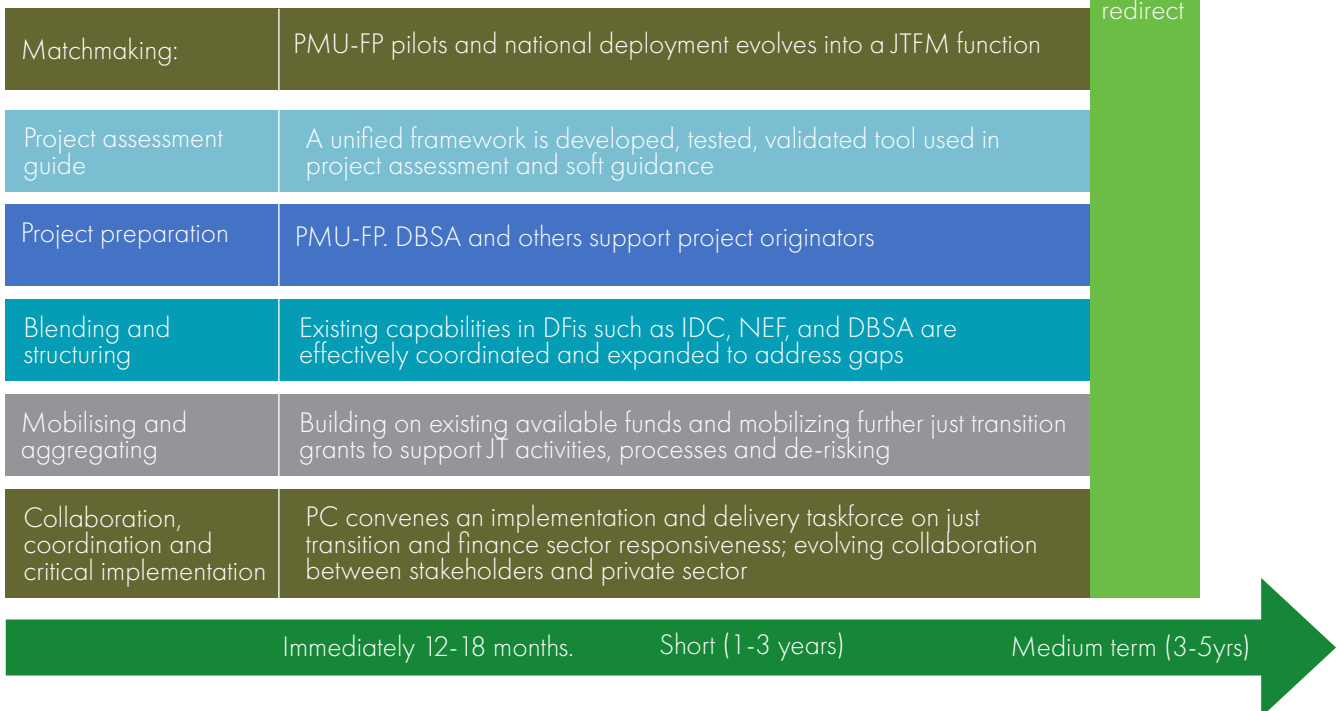 redirect
Matchmaking:
PMU-FP pilots and national deployment evolves into a JTFM function
Project assessment
guide
A unified framework is developed, tested, validated tool used in
project assessment and soft guidance
Project preparation
PMU-FP. DBSA and others support project originators
Blending and
structuring
Existing capabilities in DFis such as IDC, NEF, and DBSA are
effectively coordinated and expanded to address gaps
Mobilising and
aggregating
Building on existing available funds and mobilizing further just transition
grants to support JT activities, processes and de-risking
Collaboration,
coordination and
critical implementation
PC convenes an implementation and delivery taskforce on just
transition and finance sector responsiveness; evolving collaboration
between stakeholders and private sector
Immediately 12-18 months.
Short (1-3 years)
Medium term (3-5yrs)